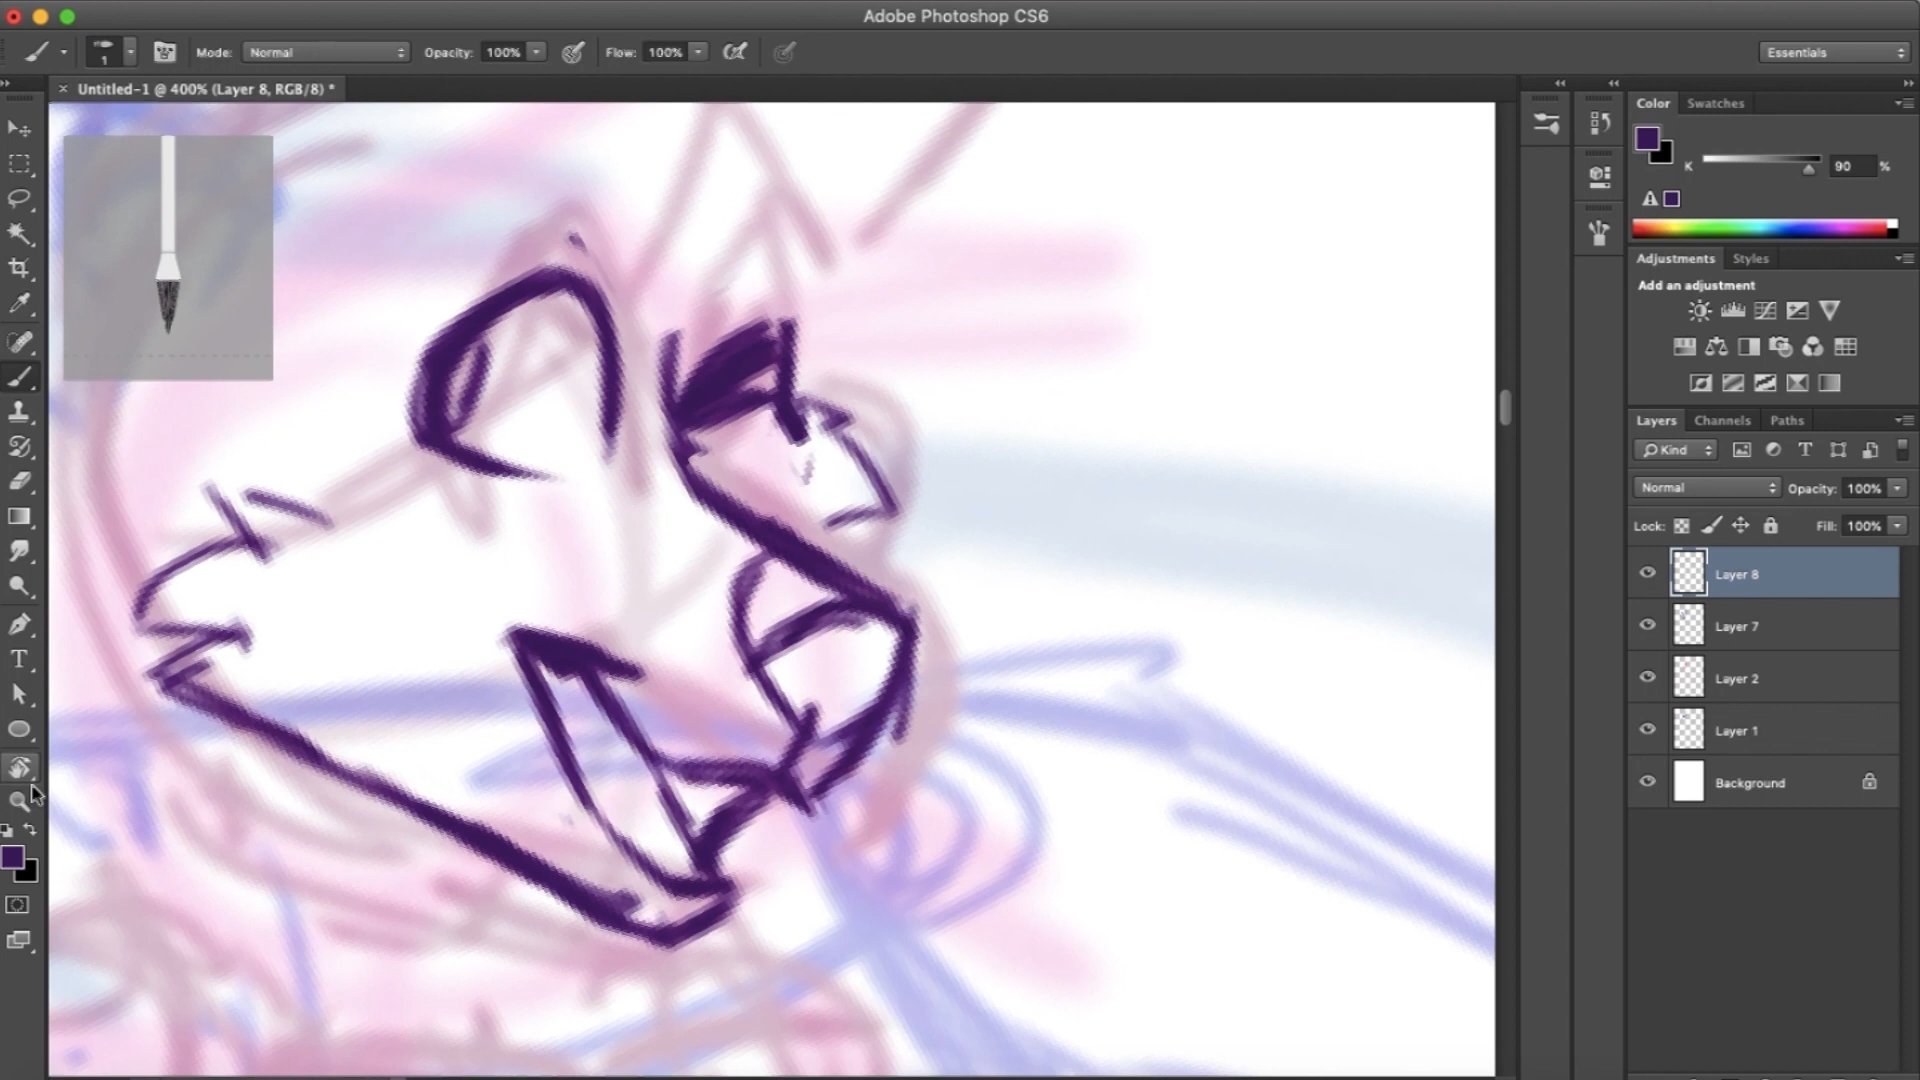 Adobe Photoshop CS6
1 Mode: Normal Opacity: 100% Flow: 100% Essentials
× Untitled-1 @ 400% (Layer 8, RGB/8) *
Color Swatches
K 90 %
Adjustments Styles
Add an adjustment
Layers Channels Paths
Kind
Normal Opacity: 100%
Lock: Fill: 100%
Layer 8
Layer 7
Layer 2
Layer 1
Background